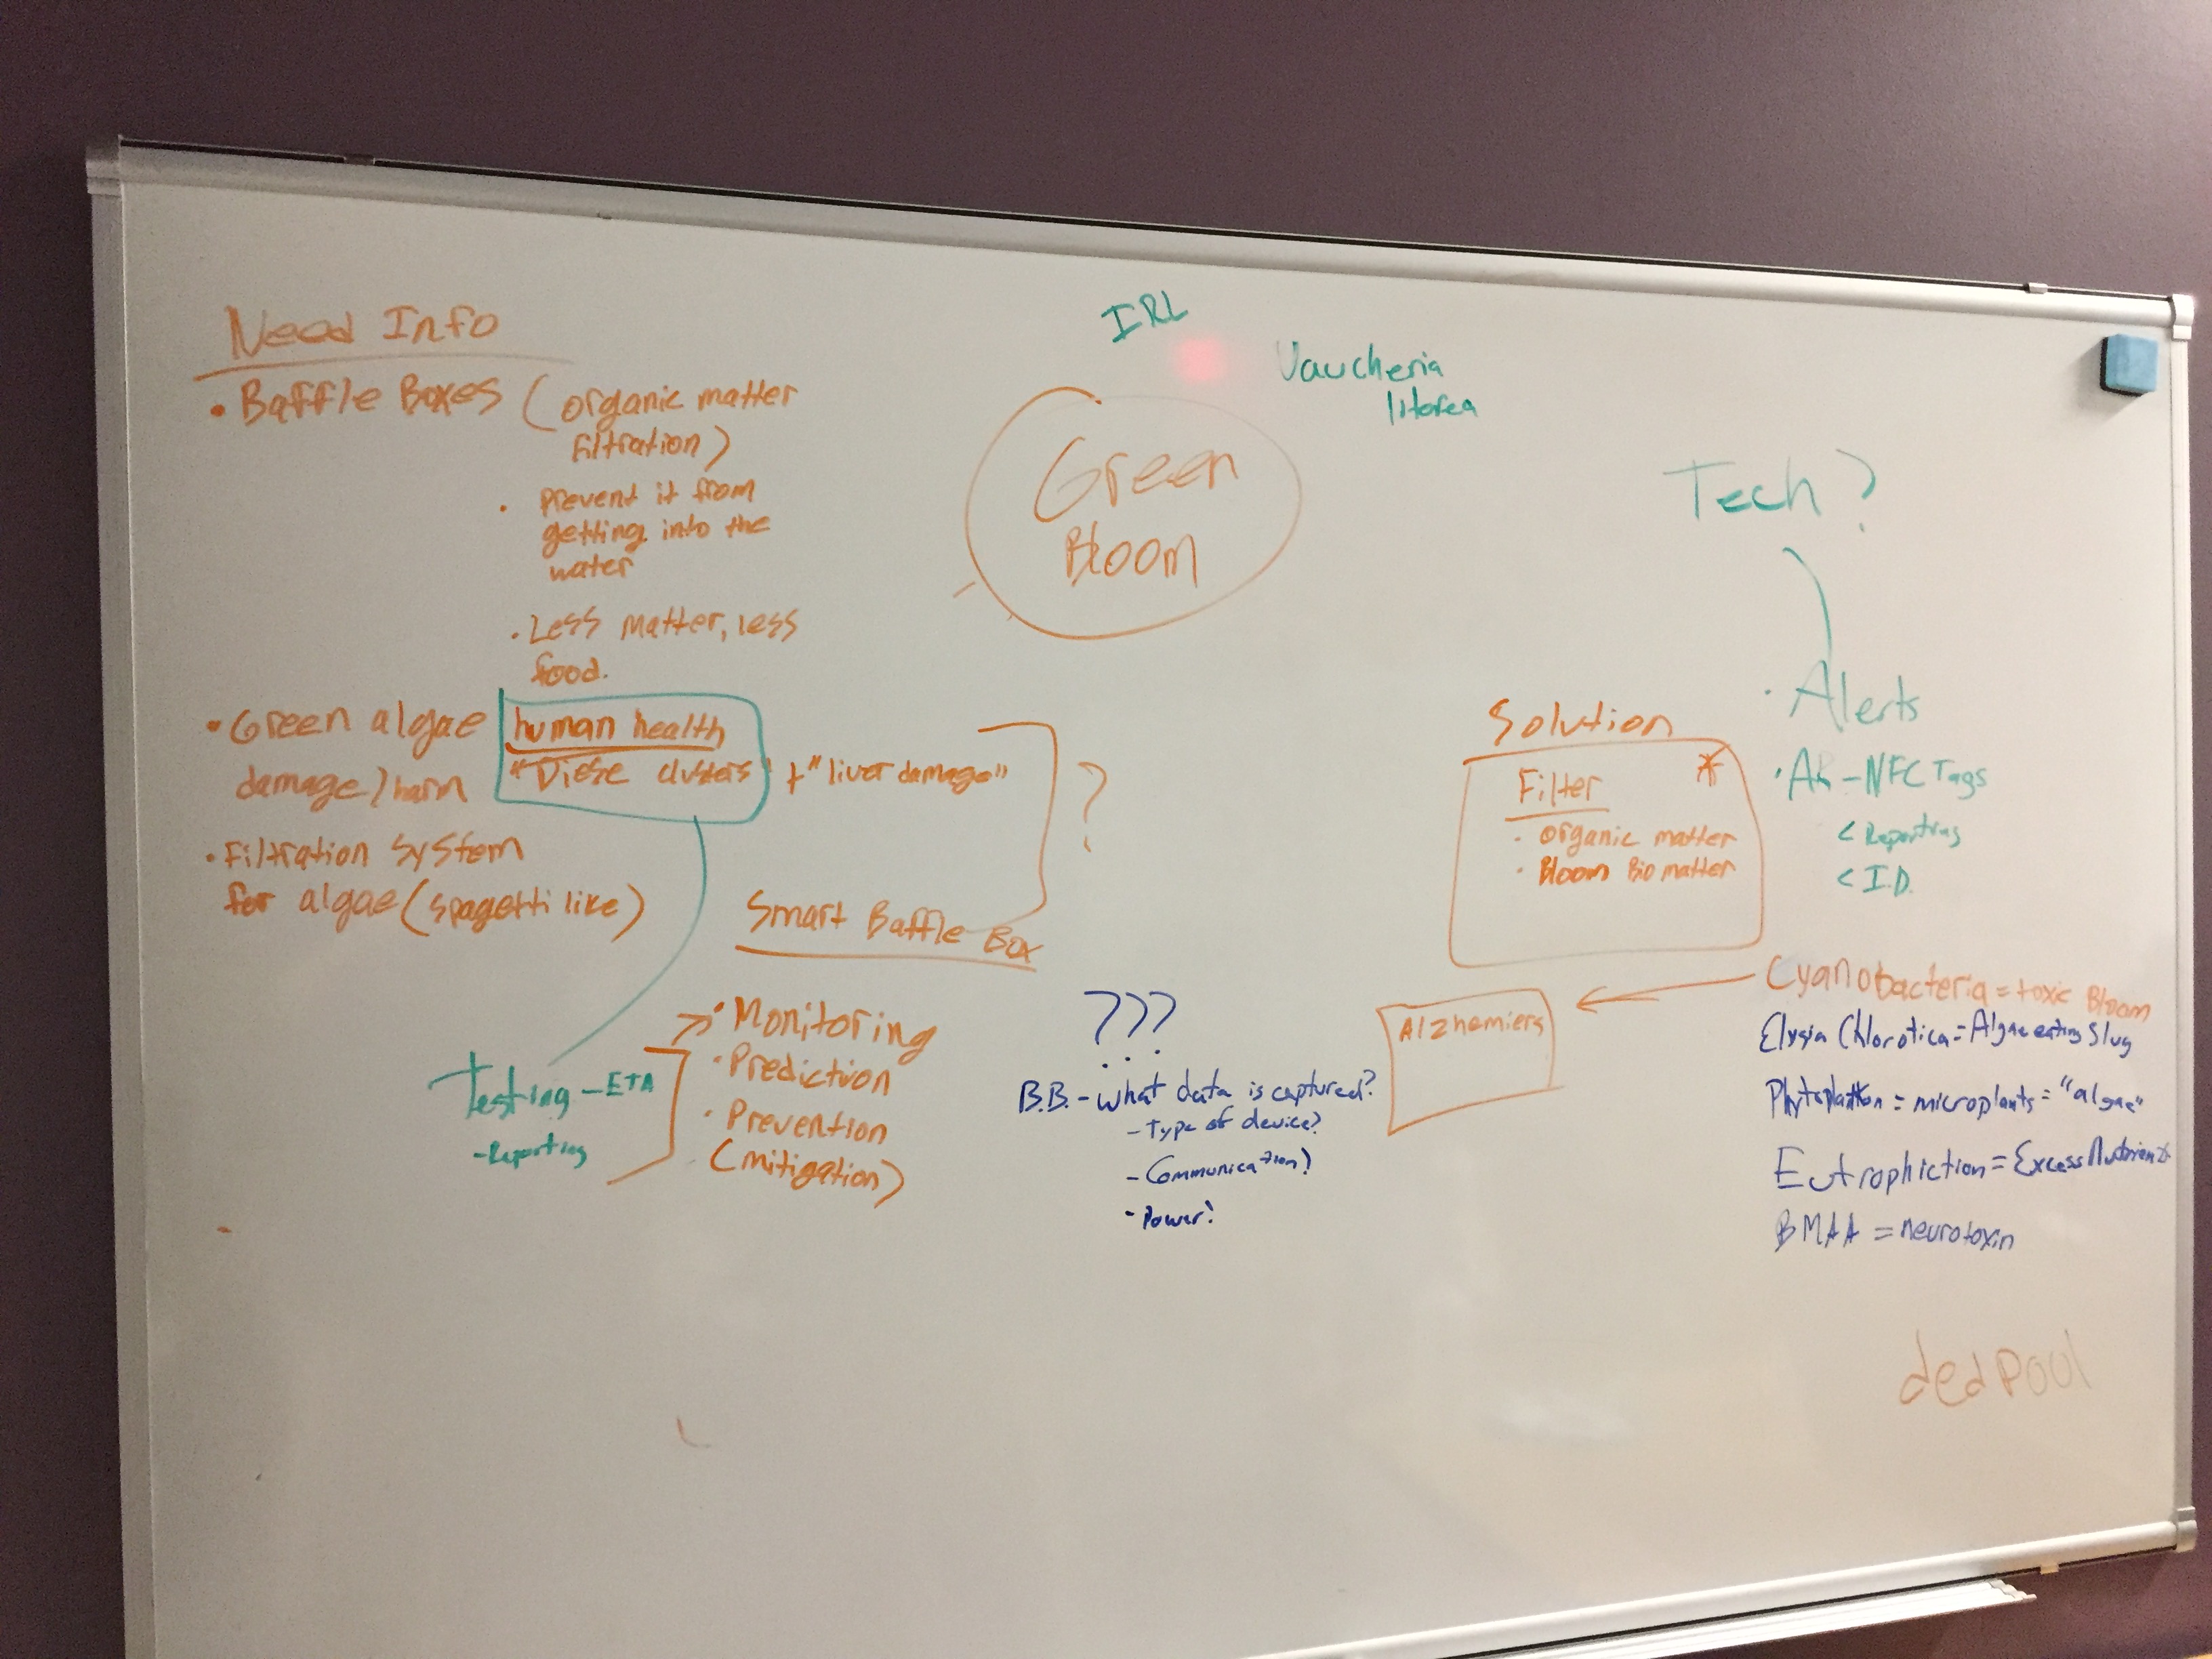 Need Info
• Baffle Boxes (organic matter
filtration)
• Prevent it from
getting into the
water
• Less matter, less
food.
• Green algae
damage/harm
human health
"Diese clusters" + "liver damage"
?
• Filtration System
for algae (spagetti like)
Smart Baffle Box
Testing - ETA
- Reporting
• Monitoring
• Prediction
• Prevention
(mitigation)
IRL
Vaucheria
litorea
Green
Bloom
???
B.B. - what data is captured?
- Type of device?
- Communication?
- Power?
Tech?
• Alerts
- NFC Tags
< Reporting
< I.D.
Solution
Filter *
· organic matter
· Bloom Bio matter
Alzhemiers
Cyanobacteria = toxic Bloom
Elysia Chlorotica = Algae eating Slug
Phytoplankton = microplants = "algae"
Eutrophiction = Excess Nutrients
BMAA = neurotoxin
dedpool